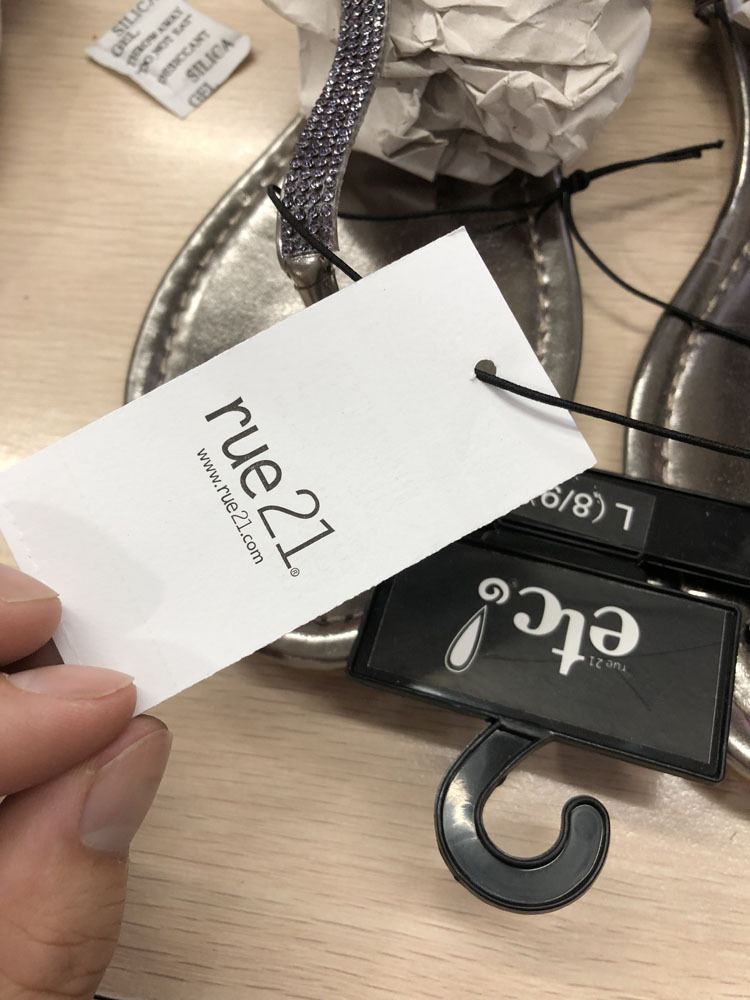 SILICA
GEL
THROW AWAY
"DO NOT EAT"
DESICCANT
SILICA
GEL
rue21®
www.rue21.com
L (8/9)
etc.
rue 21